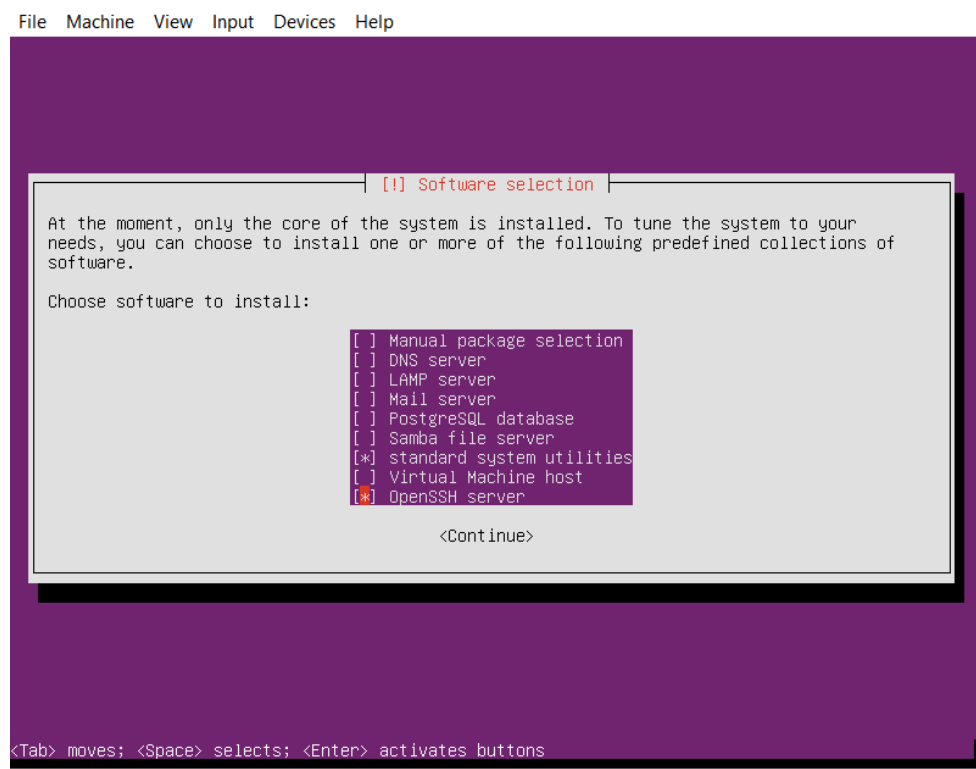 File Machine View Input Devices Help
[!] Software selection
At the moment, only the core of the system is installed. To tune the system to your
needs, you can choose to install one or more of the following predefined collections of
software.
Choose software to install:
[ ] Manual package selection
[ ] DNS server
[ ] LAMP server
[ ] Mail server
[ ] PostgreSQL database
[ ] Samba file server
[*] standard system utilities
[ ] Virtual Machine host
[*] OpenSSH server
<Continue>
<Tab> moves; <Space> selects; <Enter> activates buttons